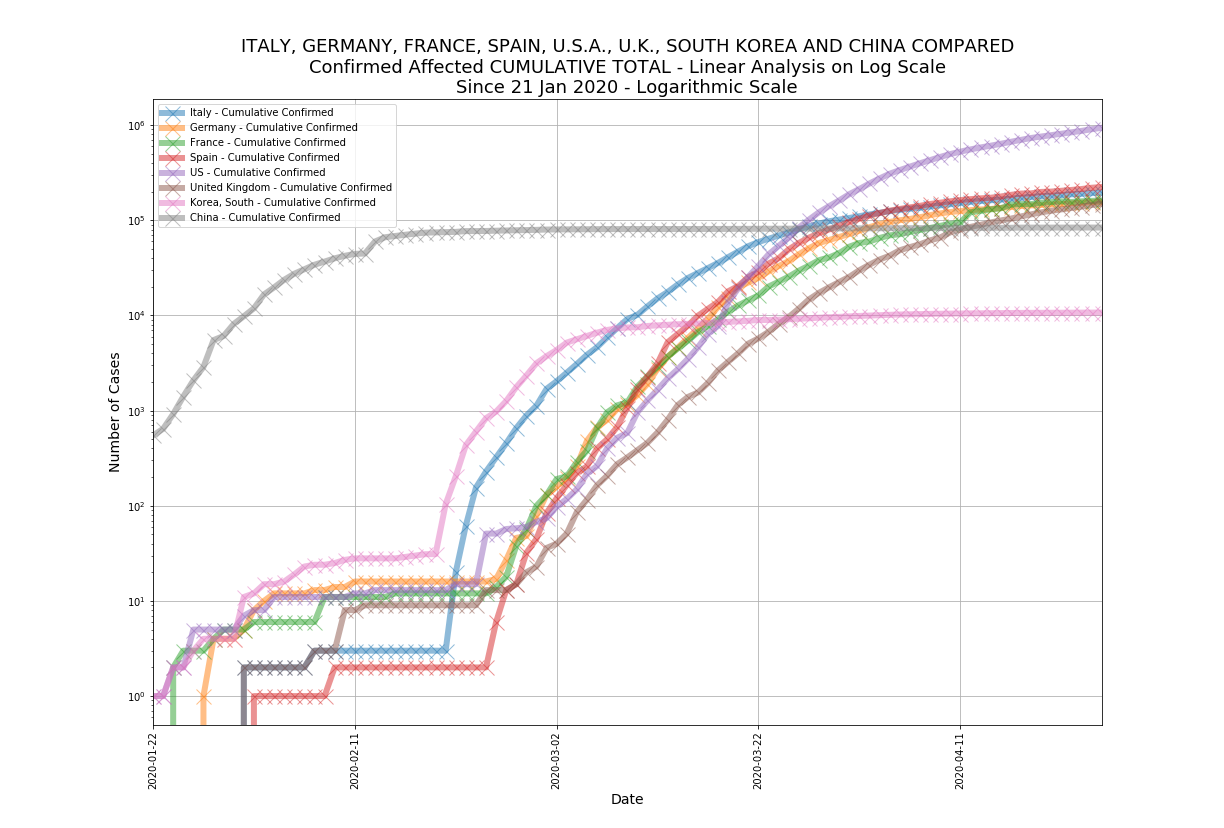 ITALY, GERMANY, FRANCE, SPAIN, U.S.A., U.K., SOUTH KOREA AND CHINA COMPARED
Confirmed Affected CUMULATIVE TOTAL - Linear Analysis on Log Scale
Since 21 Jan 2020 - Logarithmic Scale
Italy - Cumulative Confirmed
Germany - Cumulative Confirmed
France - Cumulative Confirmed
Spain - Cumulative Confirmed
US - Cumulative Confirmed
United Kingdom - Cumulative Confirmed
Korea, South - Cumulative Confirmed
China - Cumulative Confirmed
Number of Cases
10⁶
10⁵
10⁴
10³
10²
10¹
10⁰
2020-01-22
2020-02-11
2020-03-02
2020-03-22
2020-04-11
Date